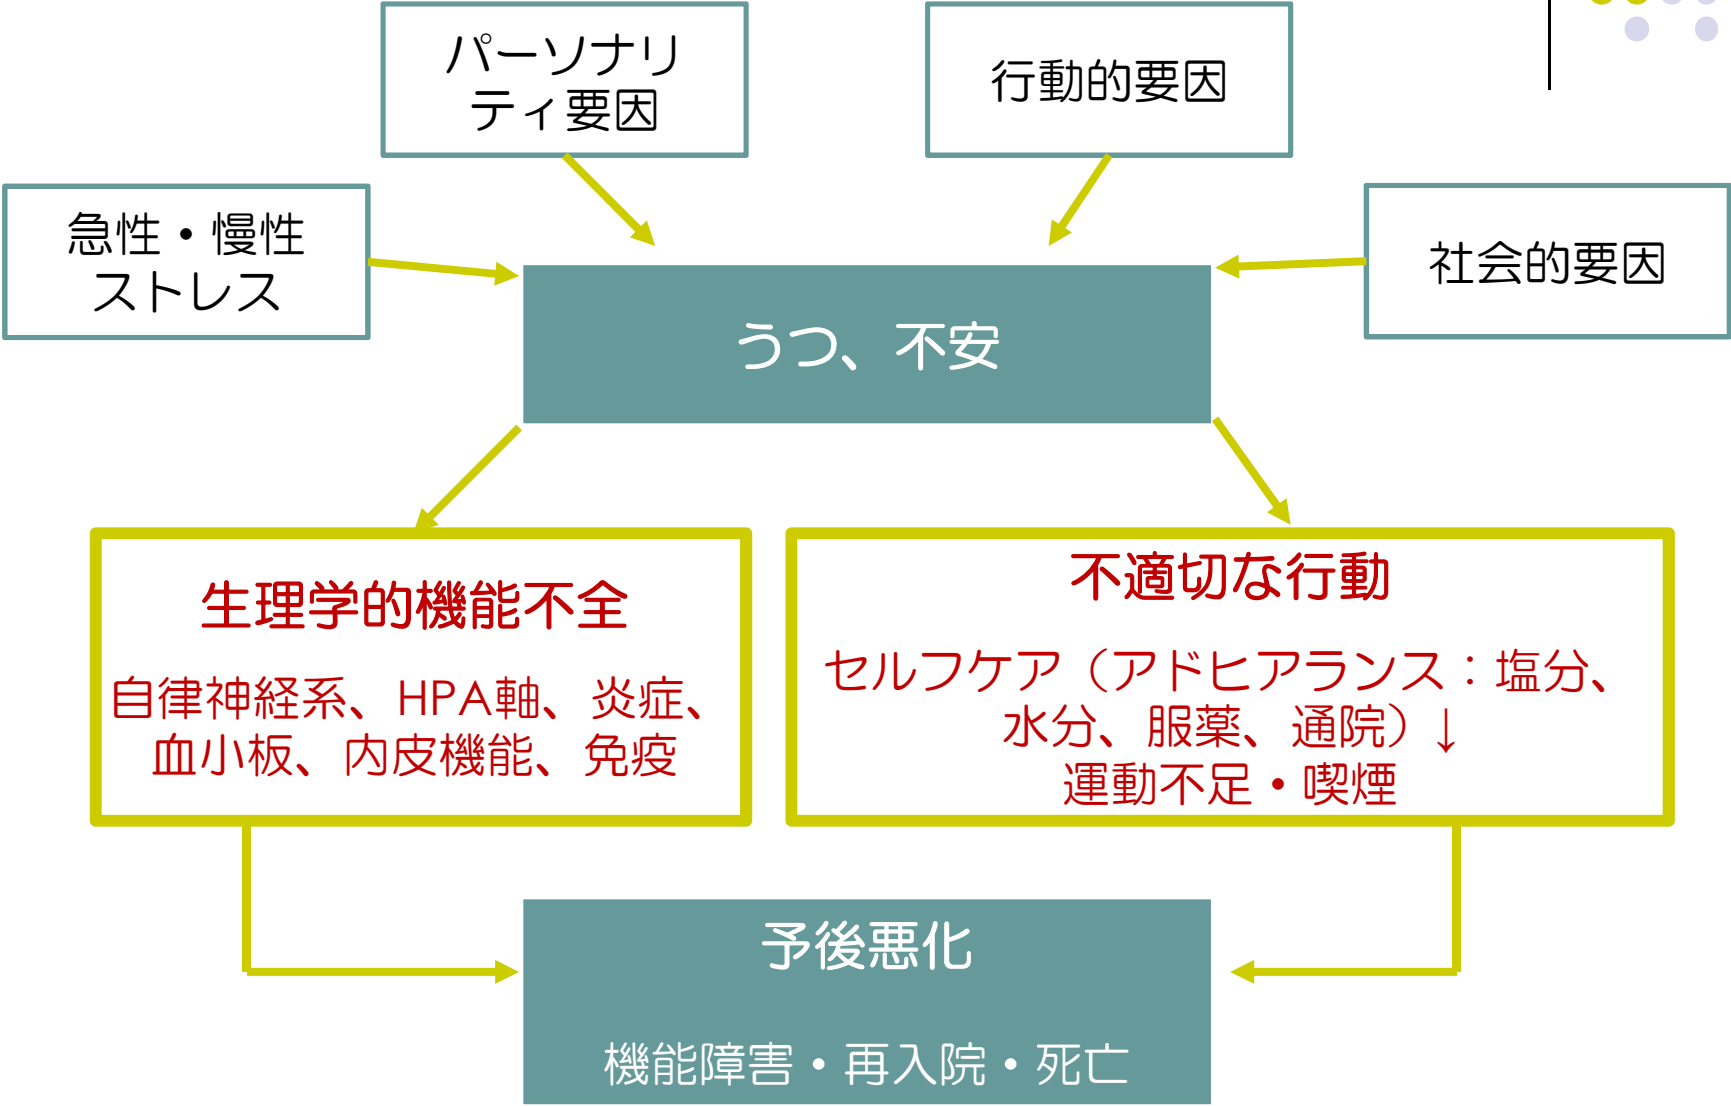 パーソナリ
ティ要因
行動的要因
急性・慢性
ストレス
社会的要因
うつ、不安
生理学的機能不全
自律神経系、HPA軸、炎症、
血小板、内皮機能、免疫
不適切な行動
セルフケア（アドヒアランス：塩分、
水分、服薬、通院）↓
運動不足・喫煙
予後悪化
機能障害・再入院・死亡